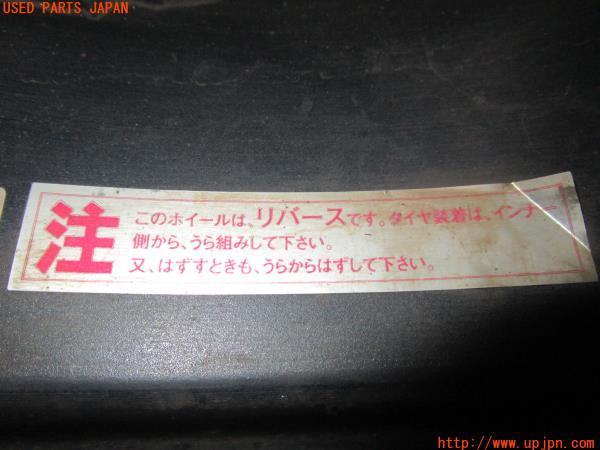 USED PARTS JAPAN
注
このホイールは、リバースです。タイヤ装着は、インナー
側から、うら組みして下さい。
又、はずすときも、うらからはずして下さい。
http://www.upjpn.com/